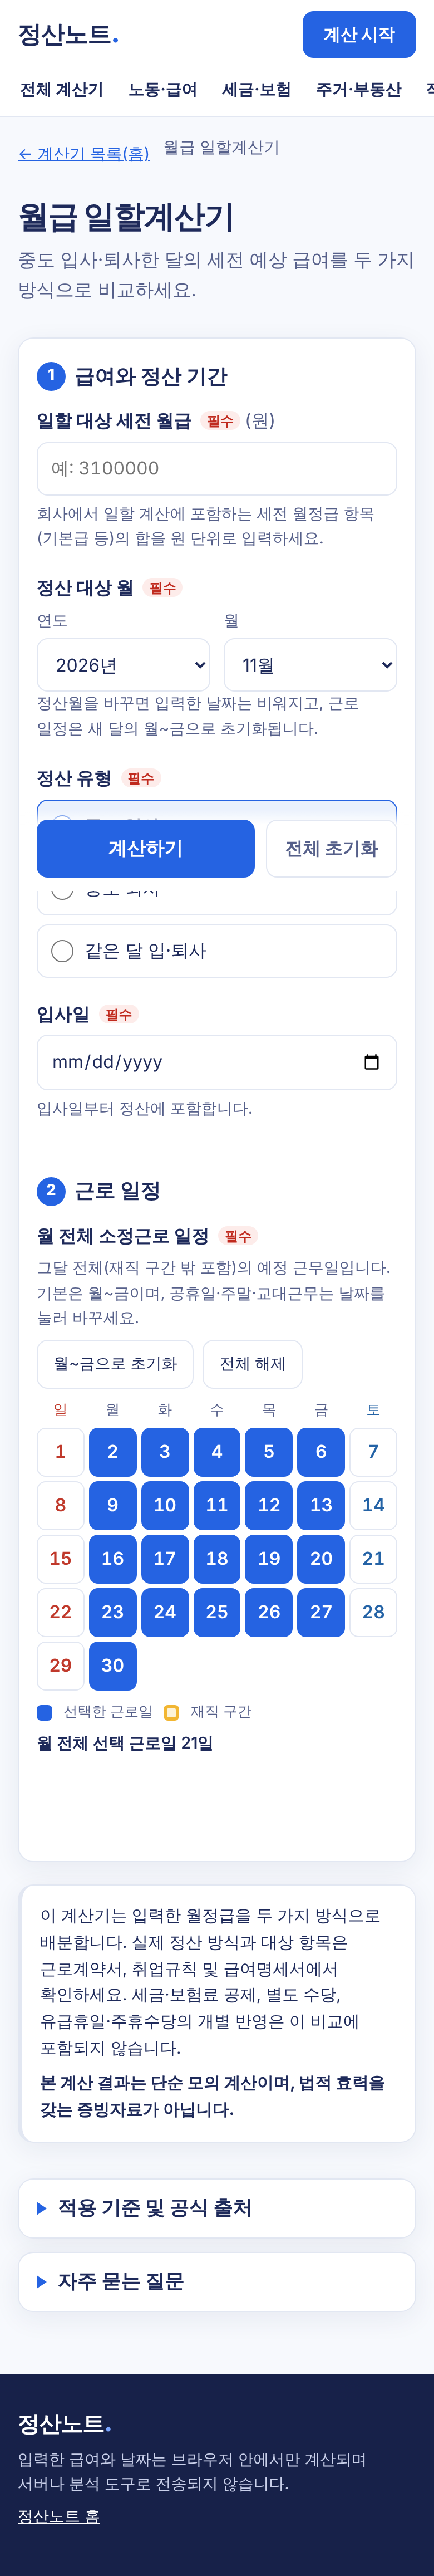 정산노트.
계산 시작
전체 계산기 노동·급여 세금·보험 주거·부동산
← 계산기 목록(홈) 월급 일할계산기
월급 일할계산기
중도 입사·퇴사한 달의 세전 예상 급여를 두 가지
방식으로 비교하세요.
1 급여와 정산 기간
일할 대상 세전 월급 필수 (원)
예: 3100000
회사에서 일할 계산에 포함하는 세전 월정급 항목
(기본급 등)의 합을 원 단위로 입력하세요.
정산 대상 월 필수
연도 월
2026년 11월
정산월을 바꾸면 입력한 날짜는 비워지고, 근로
일정은 새 달의 월~금으로 초기화됩니다.
정산 유형 필수
계산하기 전체 초기화
같은 달 입·퇴사
입사일 필수
mm/dd/yyyy
입사일부터 정산에 포함합니다.
2 근로 일정
월 전체 소정근로 일정 필수
그달 전체(재직 구간 밖 포함)의 예정 근무일입니다.
기본은 월~금이며, 공휴일·주말·교대근무는 날짜를
눌러 바꾸세요.
월~금으로 초기화 전체 해제
일 월 화 수 목 금 토
1 2 3 4 5 6 7
8 9 10 11 12 13 14
15 16 17 18 19 20 21
22 23 24 25 26 27 28
29 30
선택한 근로일 재직 구간
월 전체 선택 근로일 21일
이 계산기는 입력한 월정급을 두 가지 방식으로
배분합니다. 실제 정산 방식과 대상 항목은
근로계약서, 취업규칙 및 급여명세서에서
확인하세요. 세금·보험료 공제, 별도 수당,
유급휴일·주휴수당의 개별 반영은 이 비교에
포함되지 않습니다.
본 계산 결과는 단순 모의 계산이며, 법적 효력을
갖는 증빙자료가 아닙니다.
적용 기준 및 공식 출처
자주 묻는 질문
정산노트.
입력한 급여와 날짜는 브라우저 안에서만 계산되며
서버나 분석 도구로 전송되지 않습니다.
정산노트 홈